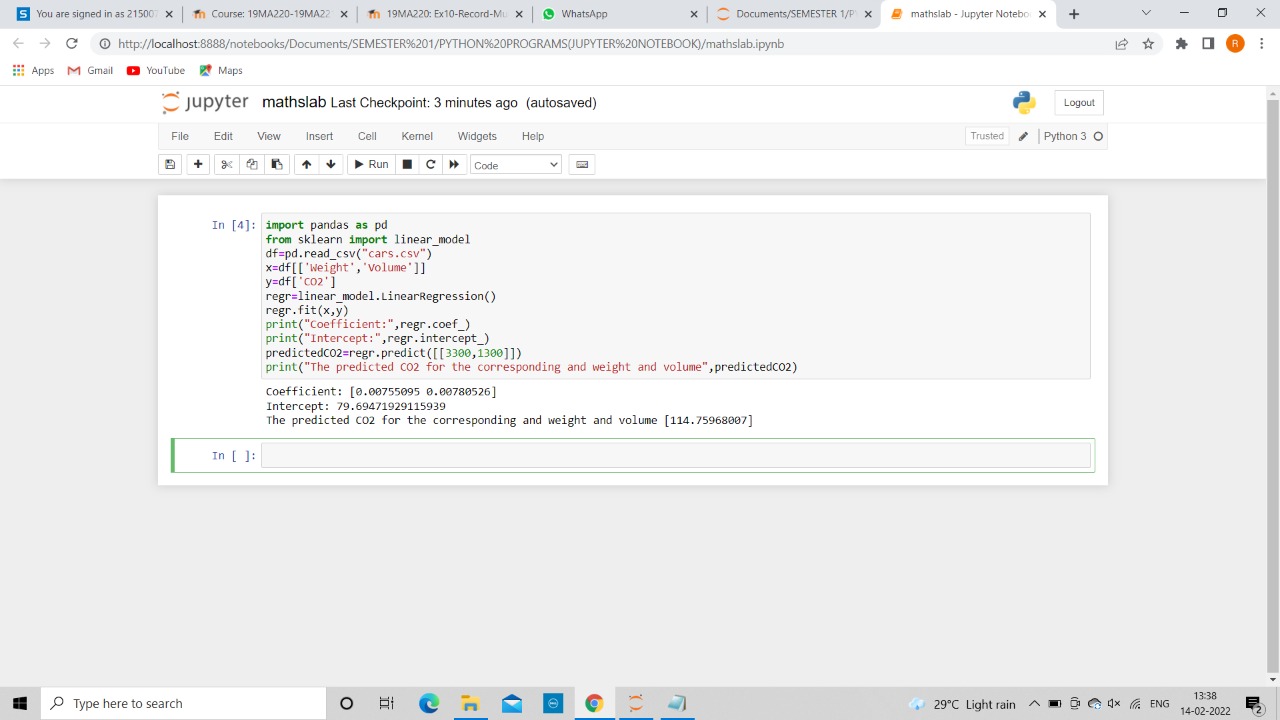 You are signed in as 215007
Course: 19MA220-19MA22
19MA220: Ex10-Record-Mu
WhatsApp
Documents/SEMESTER 1/P
mathslab - Jupyter Notebo
http://localhost:8888/notebooks/Documents/SEMESTER%201/PYTHON%20PROGRAMS(JUPYTER%20NOTEBOOK)/mathslab.ipynb
R
Apps Gmail YouTube Maps
jupyter mathslab Last Checkpoint: 3 minutes ago (autosaved) Logout
File Edit View Insert Cell Kernel Widgets Help Trusted Python 3
Run Code
In [4]: import pandas as pd
from sklearn import linear_model
df=pd.read_csv("cars.csv")
x=df[['Weight','Volume']]
y=df['CO2']
regr=linear_model.LinearRegression()
regr.fit(x,y)
print("Coefficient:",regr.coef_)
print("Intercept:",regr.intercept_)
predictedCO2=regr.predict([[3300,1300]])
print("The predicted CO2 for the corresponding and weight and volume",predictedCO2)
Coefficient: [0.00755095 0.00780526]
Intercept: 79.69471929115939
The predicted CO2 for the corresponding and weight and volume [114.75968007]
In [ ]:
Type here to search
29°C Light rain ENG 13:38
14-02-2022
2